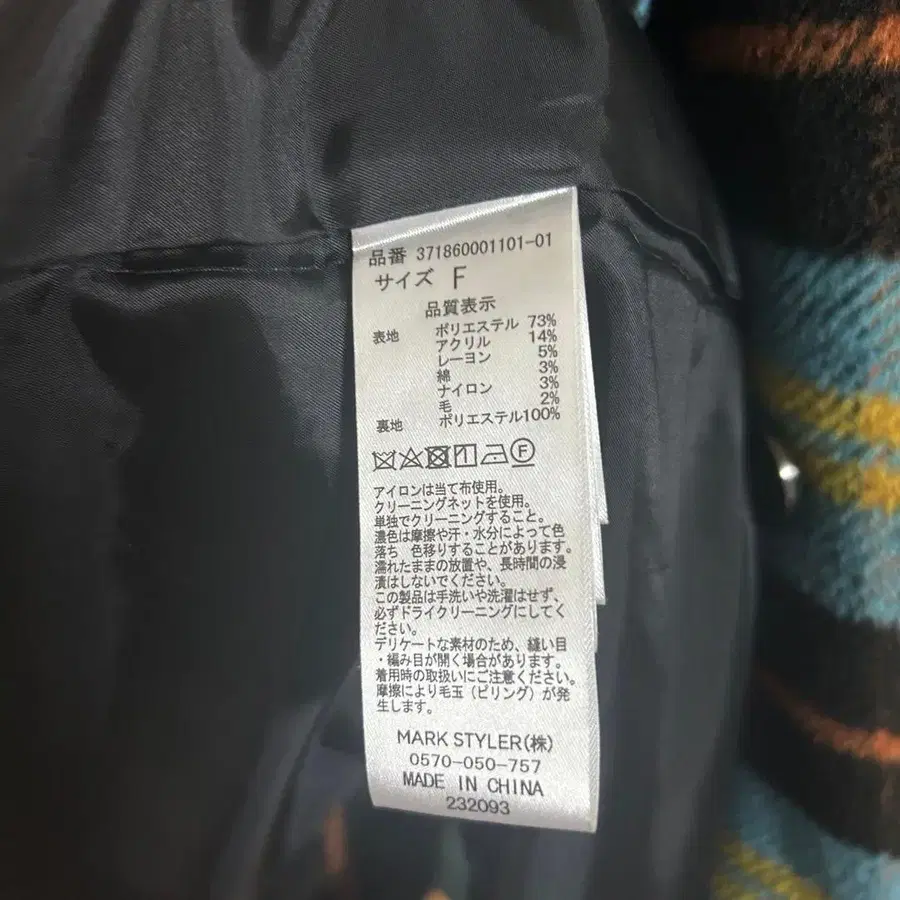 品番 371860001101-01
サイズ F
品質表示
表地 ポリエステル 73%
アクリル 14%
レーヨン 5%
綿 3%
ナイロン 3%
毛 2%
裏地 ポリエステル100%
F
アイロンは当て布使用。
クリーニングネットを使用。
単独でクリーニングすること。
濃色は摩擦や汗・水分によって色
落ち 色移りすることがあります。
濡れたままの放置や、長時間の浸
漬はしないでください。
この製品は手洗いや洗濯はせず、
必ずドライクリーニングにしてく
ださい。
デリケートな素材のため、縫い目
・編み目が開く場合があります。
着用時の取扱いにご注意ください。
摩擦により毛玉（ピリング）が発
生します。
MARK STYLER(株)
0570-050-757
MADE IN CHINA
232093